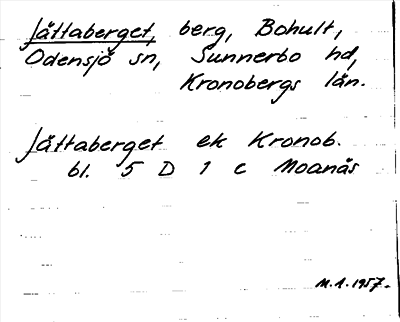 Jättaberget, berg, Bohult,
Odensjö sn, Sunnerbo hd,
Kronobergs län.
Jättaberget ek Kronob.
bl. 5 D 1 c Moanäs
M.A. 1957.